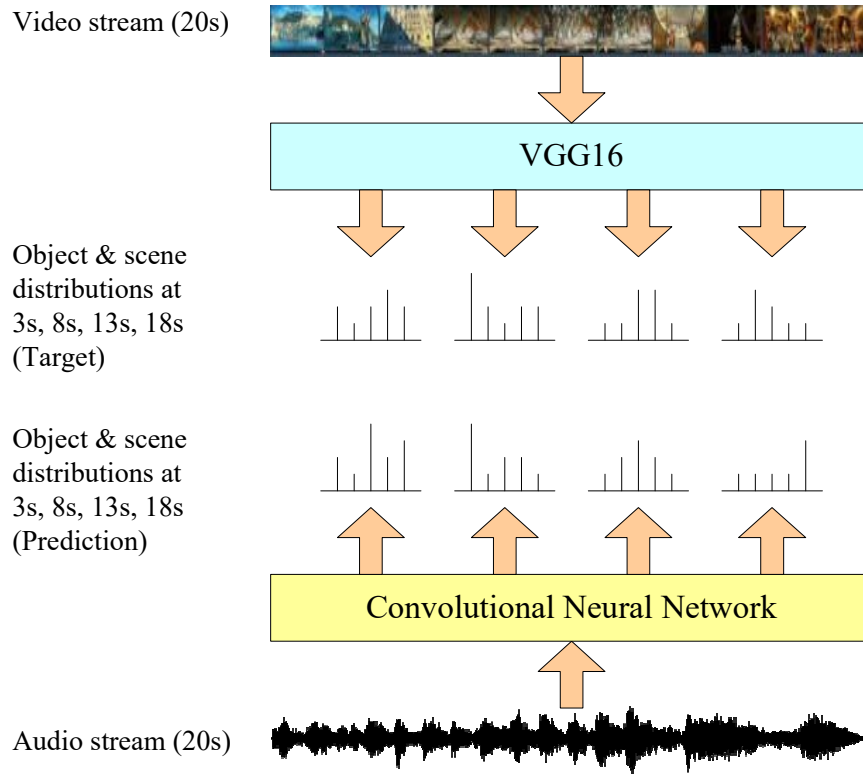 Video stream (20s)
VGG16
Object & scene
distributions at
3s, 8s, 13s, 18s
(Target)
Object & scene
distributions at
3s, 8s, 13s, 18s
(Prediction)
Convolutional Neural Network
Audio stream (20s)